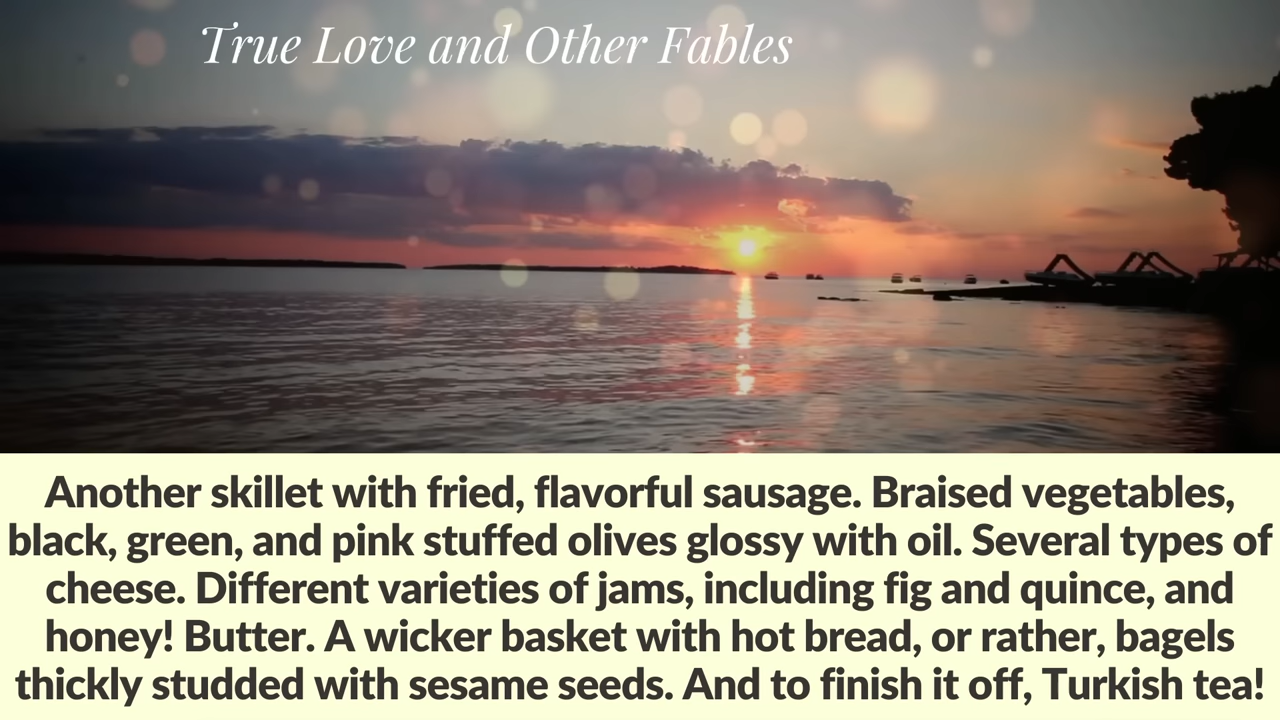 True Love and Other Fables
Another skillet with fried, flavorful sausage. Braised vegetables,
black, green, and pink stuffed olives glossy with oil. Several types of
cheese. Different varieties of jams, including fig and quince, and
honey! Butter. A wicker basket with hot bread, or rather, bagels
thickly studded with sesame seeds. And to finish it off, Turkish tea!